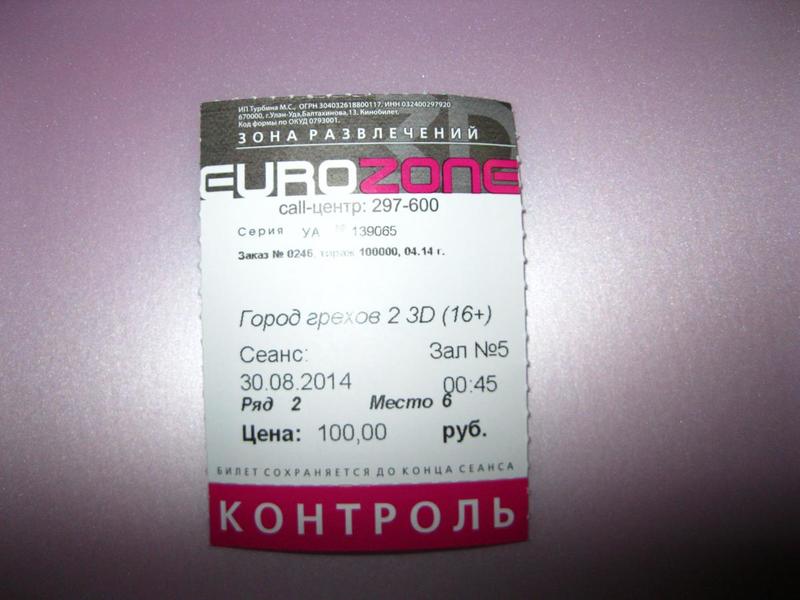 ИП Турбина М.С., ОГРН 304032618800117, ИНН 032400297920
670000, г.Улан-Удэ,Балтахинова,13. Кинобилет.
Код формы по ОКУД 0793001.
3D
ЗОНА РАЗВЛЕЧЕНИЙ
EUROZONE
call-центр: 297-600
Серия УА № 139065
Заказ № 0246, тираж 100000, 04.14 г.
Город грехов 2 3D (16+)
Сеанс: Зал №5
30.08.2014 00:45
Ряд 2 Место 6
Цена: 100,00 руб.
БИЛЕТ СОХРАНЯЕТСЯ ДО КОНЦА СЕАНСА
КОНТРОЛЬ